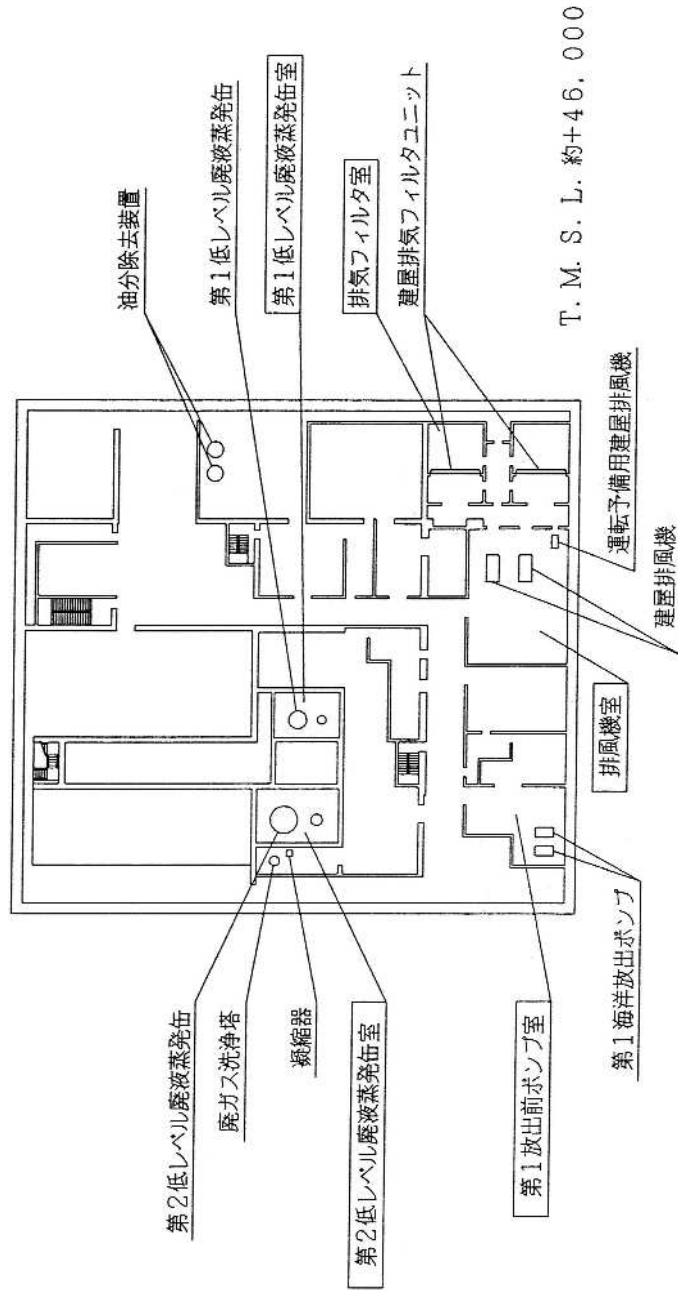 油分除去装置
第1低レベル廃液蒸発缶
第1低レベル廃液蒸発缶室
排気フィルタ室
建屋排気フィルタユニット
T. M. S. L. 約+46, 000
運転予備用建屋排風機
建屋排風機
排風機室
第2低レベル廃液蒸発缶
廃ガス洗浄塔
凝縮器
第2低レベル廃液蒸発缶室
第1放出前ポンプ室
第1海洋放出ポンプ